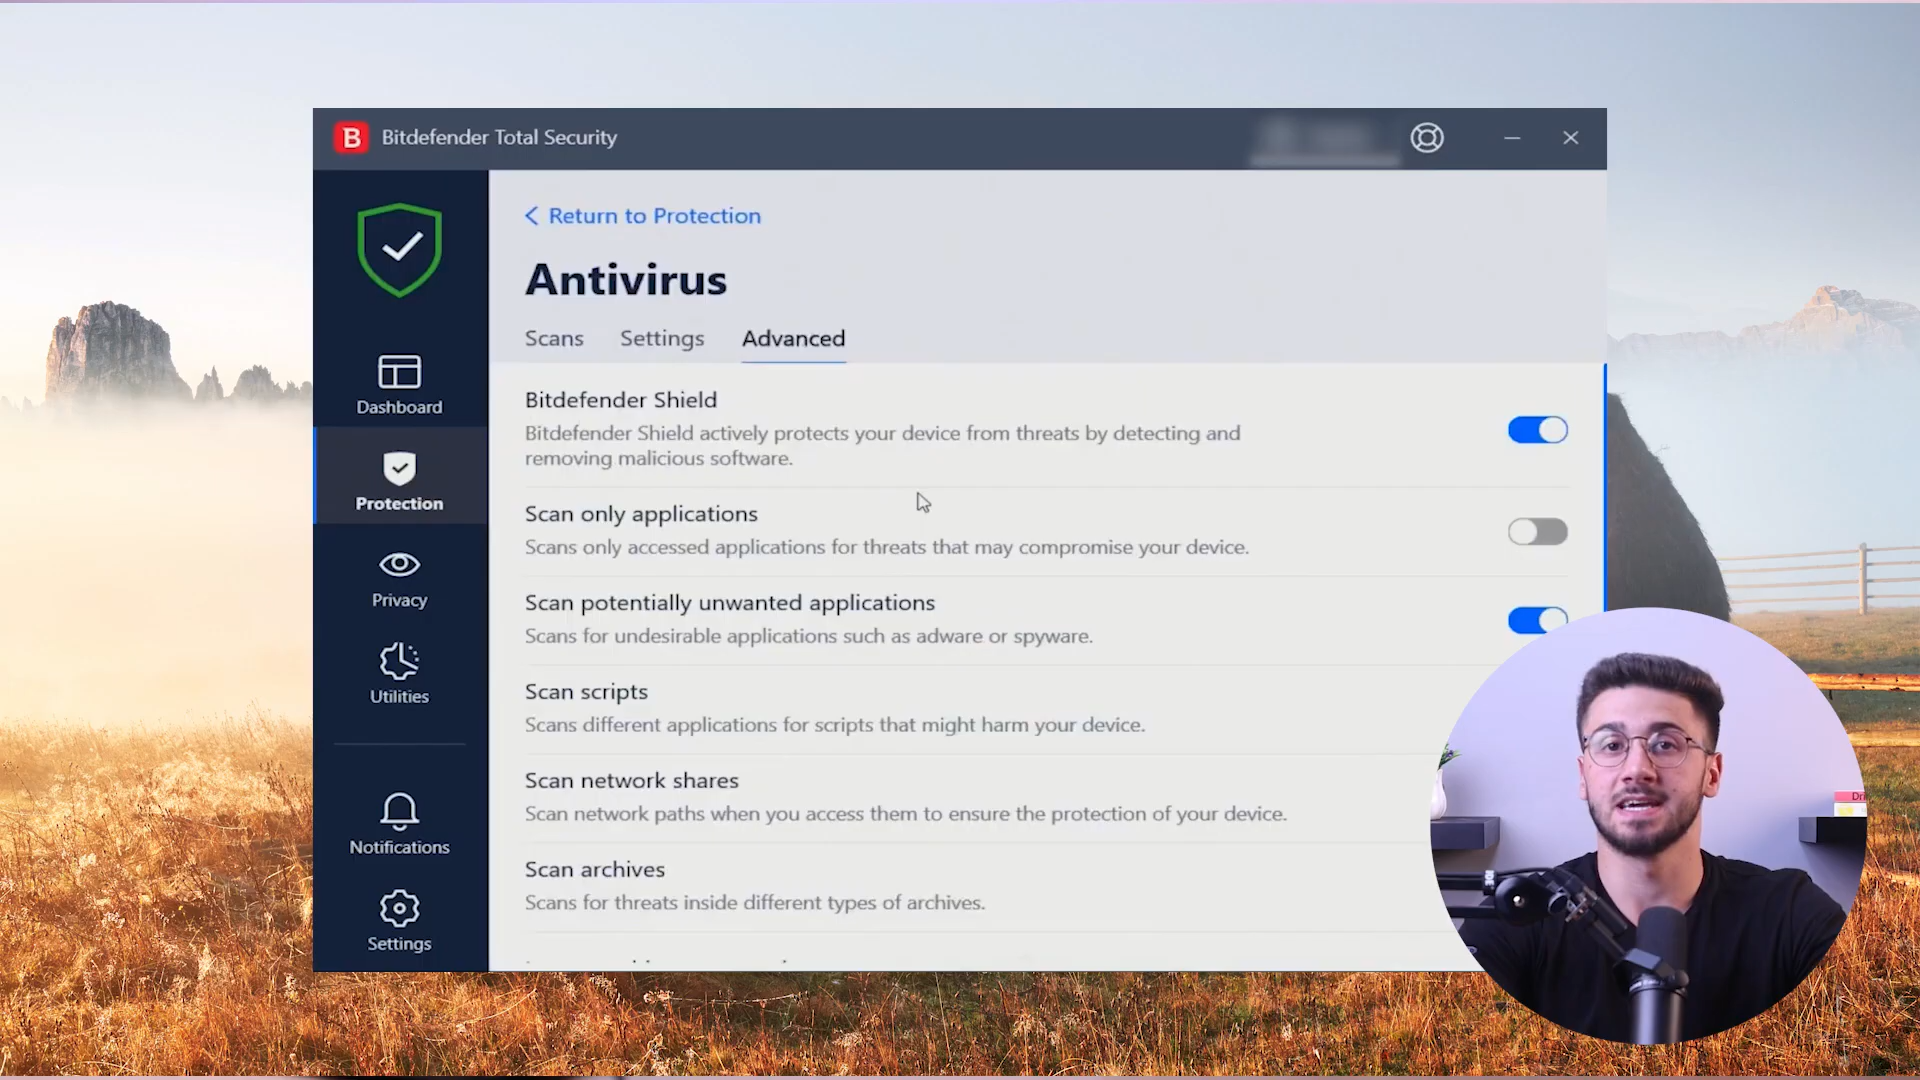 B Bitdefender Total Security
Return to Protection
Antivirus
Scans Settings Advanced
Bitdefender Shield
Bitdefender Shield actively protects your device from threats by detecting and
removing malicious software.
Scan only applications
Scans only accessed applications for threats that may compromise your device.
Scan potentially unwanted applications
Scans for undesirable applications such as adware or spyware.
Scan scripts
Scans different applications for scripts that might harm your device.
Scan network shares
Scan network paths when you access them to ensure the protection of your device.
Scan archives
Scans for threats inside different types of archives.
Dashboard
Protection
Privacy
Utilities
Notifications
Settings